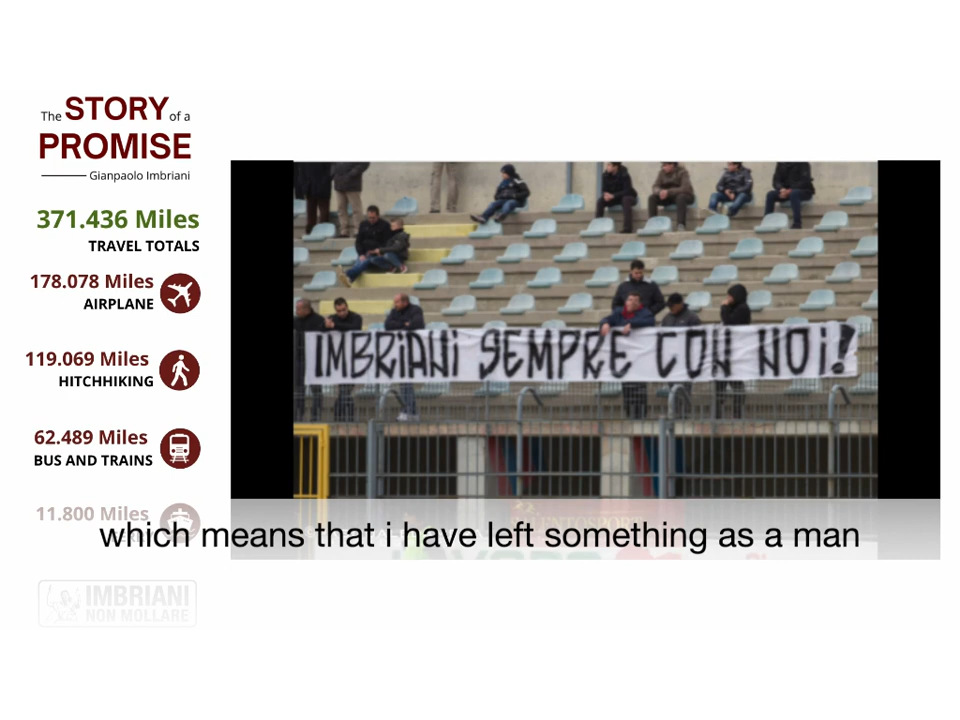 The STORY of a
PROMISE
Gianpaolo Imbriani
371.436 Miles
TRAVEL TOTALS
178.078 Miles
AIRPLANE
119.069 Miles
HITCHHIKING
62.489 Miles
BUS AND TRAINS
11.800 Miles
IMBRIANI SEMPRE CON NOI!
which means that i have left something as a man
IMBRIANI
NON MOLLARE